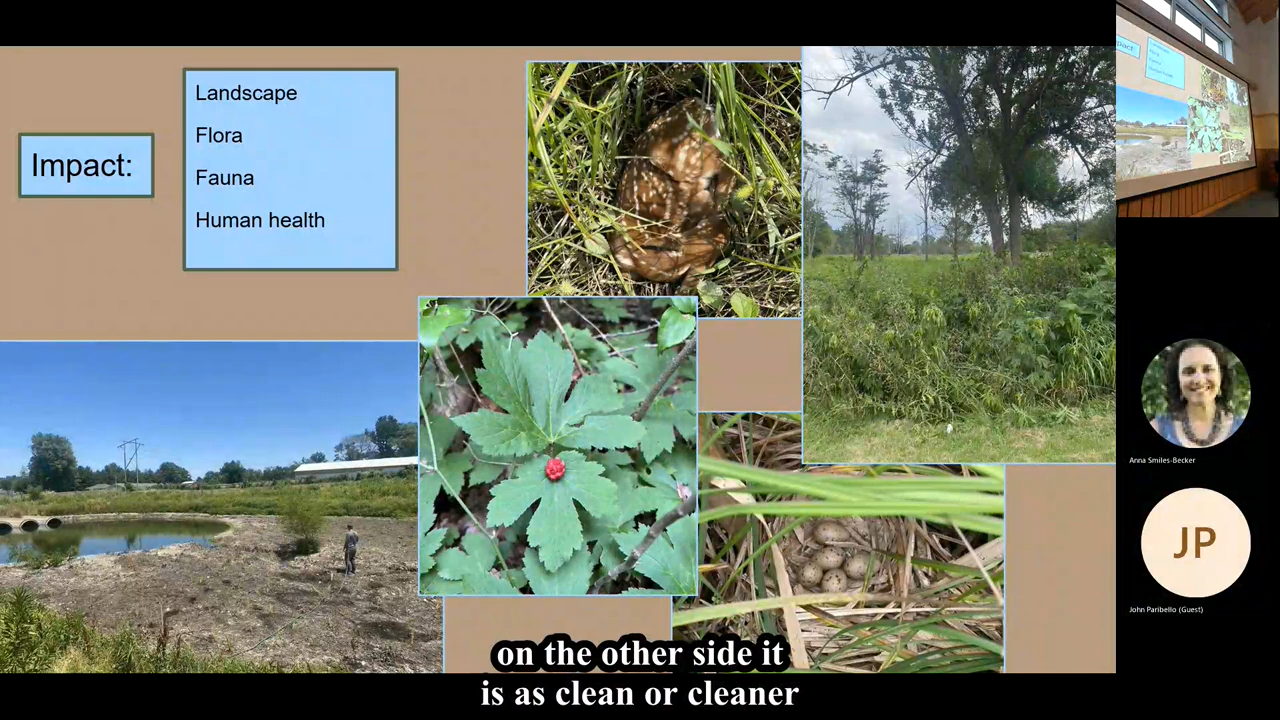 Impact:
Landscape
Flora
Fauna
Human health
Anna Smiles-Becker
JP
John Paribello (Guest)
on the other side it
is as clean or cleaner